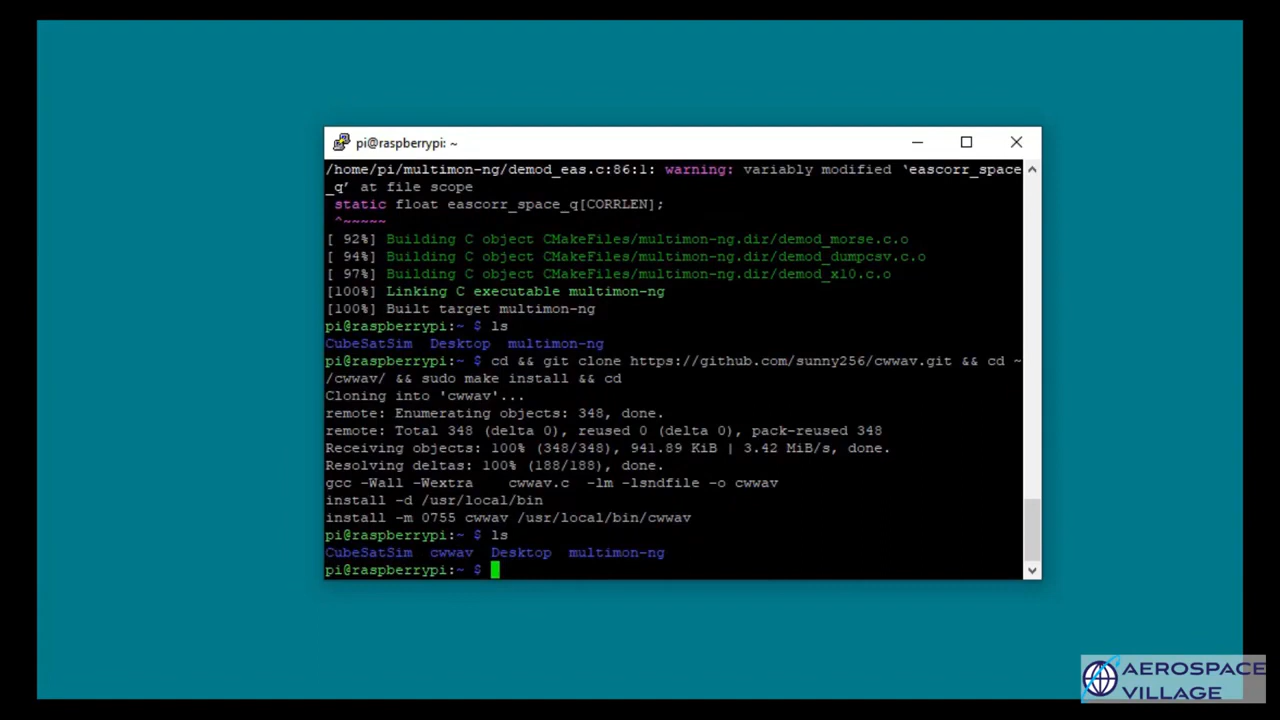 pi@raspberrypi: ~
/home/pi/multimon-ng/demod_eas.c:86:1: warning: variably modified ‘eascorr_space
_q’ at file scope
static float eascorr_space_q[CORRLEN];
^~~~~~
[ 92%] Building C object CMakeFiles/multimon-ng.dir/demod_morse.c.o
[ 94%] Building C object CMakeFiles/multimon-ng.dir/demod_dumpcsv.c.o
[ 97%] Building C object CMakeFiles/multimon-ng.dir/demod_x10.c.o
[100%] Linking C executable multimon-ng
[100%] Built target multimon-ng
pi@raspberrypi:~ $ ls
CubeSatSim  Desktop  multimon-ng
pi@raspberrypi:~ $ cd && git clone https://github.com/sunny256/cwwav.git && cd ~
/cwwav/ && sudo make install && cd
Cloning into 'cwwav'...
remote: Enumerating objects: 348, done.
remote: Total 348 (delta 0), reused 0 (delta 0), pack-reused 348
Receiving objects: 100% (348/348), 941.89 KiB | 3.42 MiB/s, done.
Resolving deltas: 100% (188/188), done.
gcc -Wall -Wextra    cwwav.c  -lm -lsndfile -o cwwav
install -d /usr/local/bin
install -m 0755 cwwav /usr/local/bin/cwwav
pi@raspberrypi:~ $ ls
CubeSatSim  cwwav  Desktop  multimon-ng
pi@raspberrypi:~ $
AEROSPACE
VILLAGE